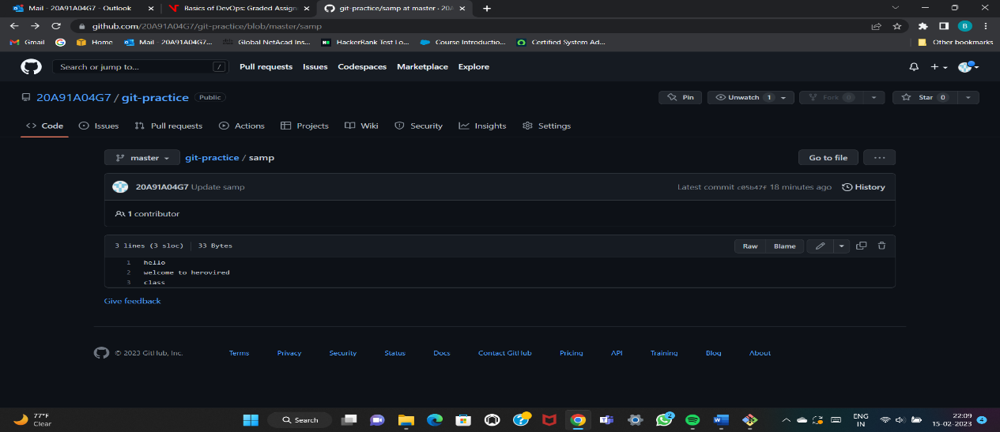 Mail - 20A91A04G7 - Outlook
Basics of DevOps: Graded Assign
git-practice/samp at master · 20A
github.com/20A91A04G7/git-practice/blob/master/samp
B
Gmail
Home
Mail - 20A91A04G7...
Global NetAcad Ins...
HackerRank Test Lo...
Course Introductio...
Certified System Ad...
Other bookmarks
Search or jump to...
/
Pull requests
Issues
Codespaces
Marketplace
Explore
20A91A04G7 / git-practice Public
Pin
Unwatch 1
Fork 0
Star 0
Code
Issues
Pull requests
Actions
Projects
Wiki
Security
Insights
Settings
master
git-practice / samp
Go to file
...
20A91A04G7 Update samp
Latest commit c05b47f 18 minutes ago
History
1 contributor
3 lines (3 sloc) 33 Bytes
Raw
Blame
1 hello
2 welcome to herovired
3 class
Give feedback
© 2023 GitHub, Inc.
Terms
Privacy
Security
Status
Docs
Contact GitHub
Pricing
API
Training
Blog
About
77°F
Clear
Search
2
ENG
IN
22:09
15-02-2023
4